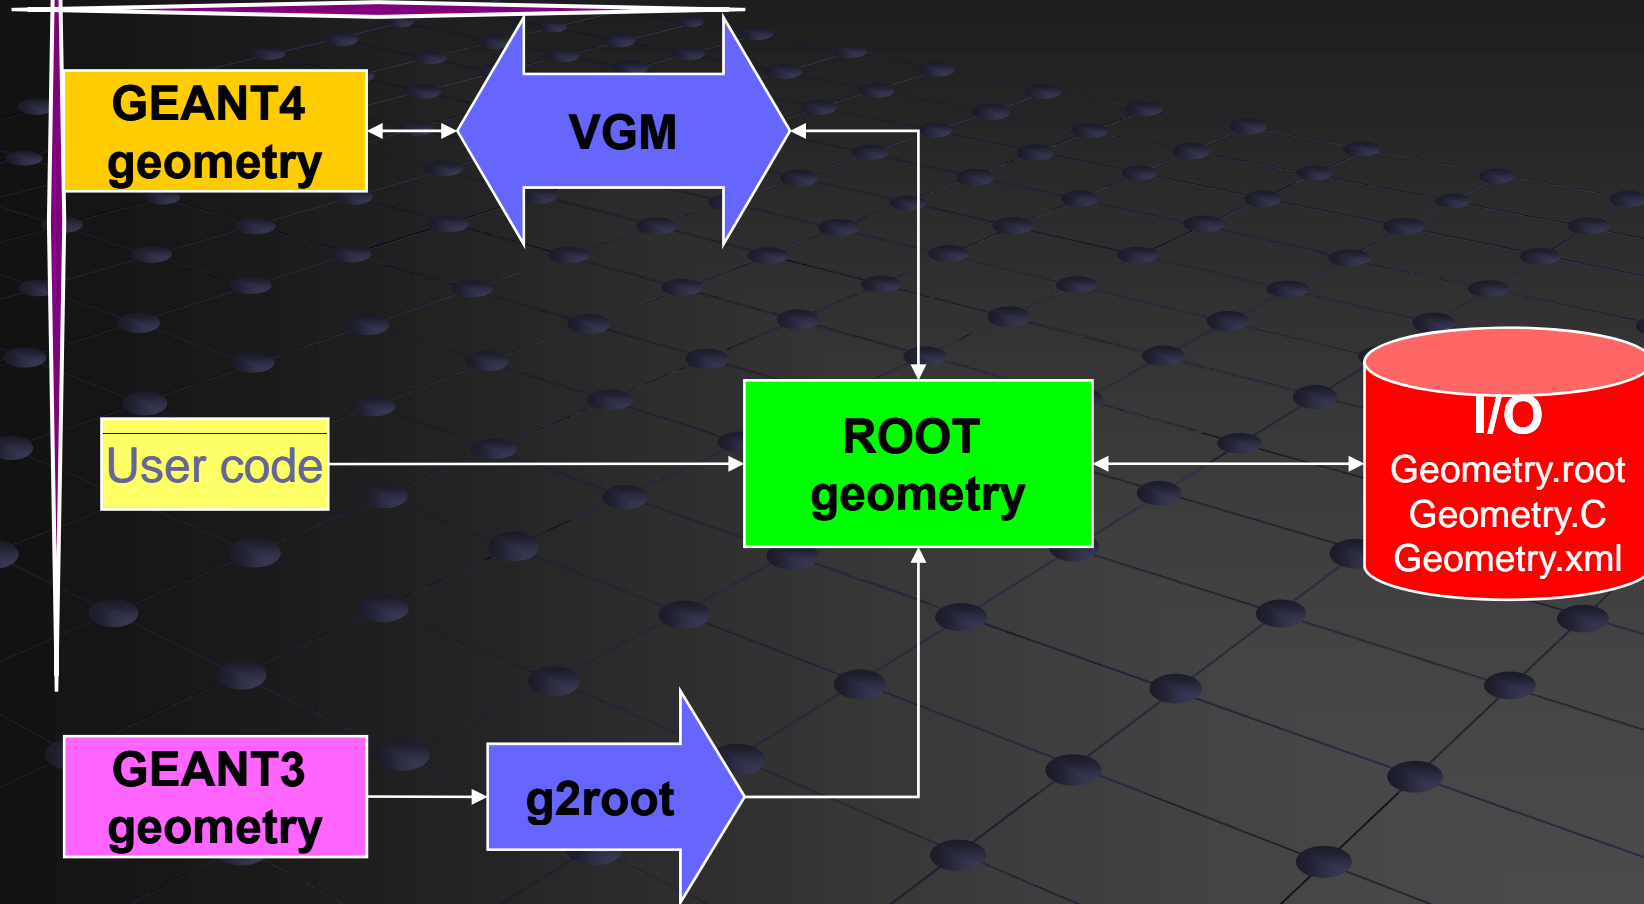 GEANT4
geometry
VGM
User code
ROOT
geometry
I/O
Geometry.root
Geometry.C
Geometry.xml
GEANT3
geometry
g2root